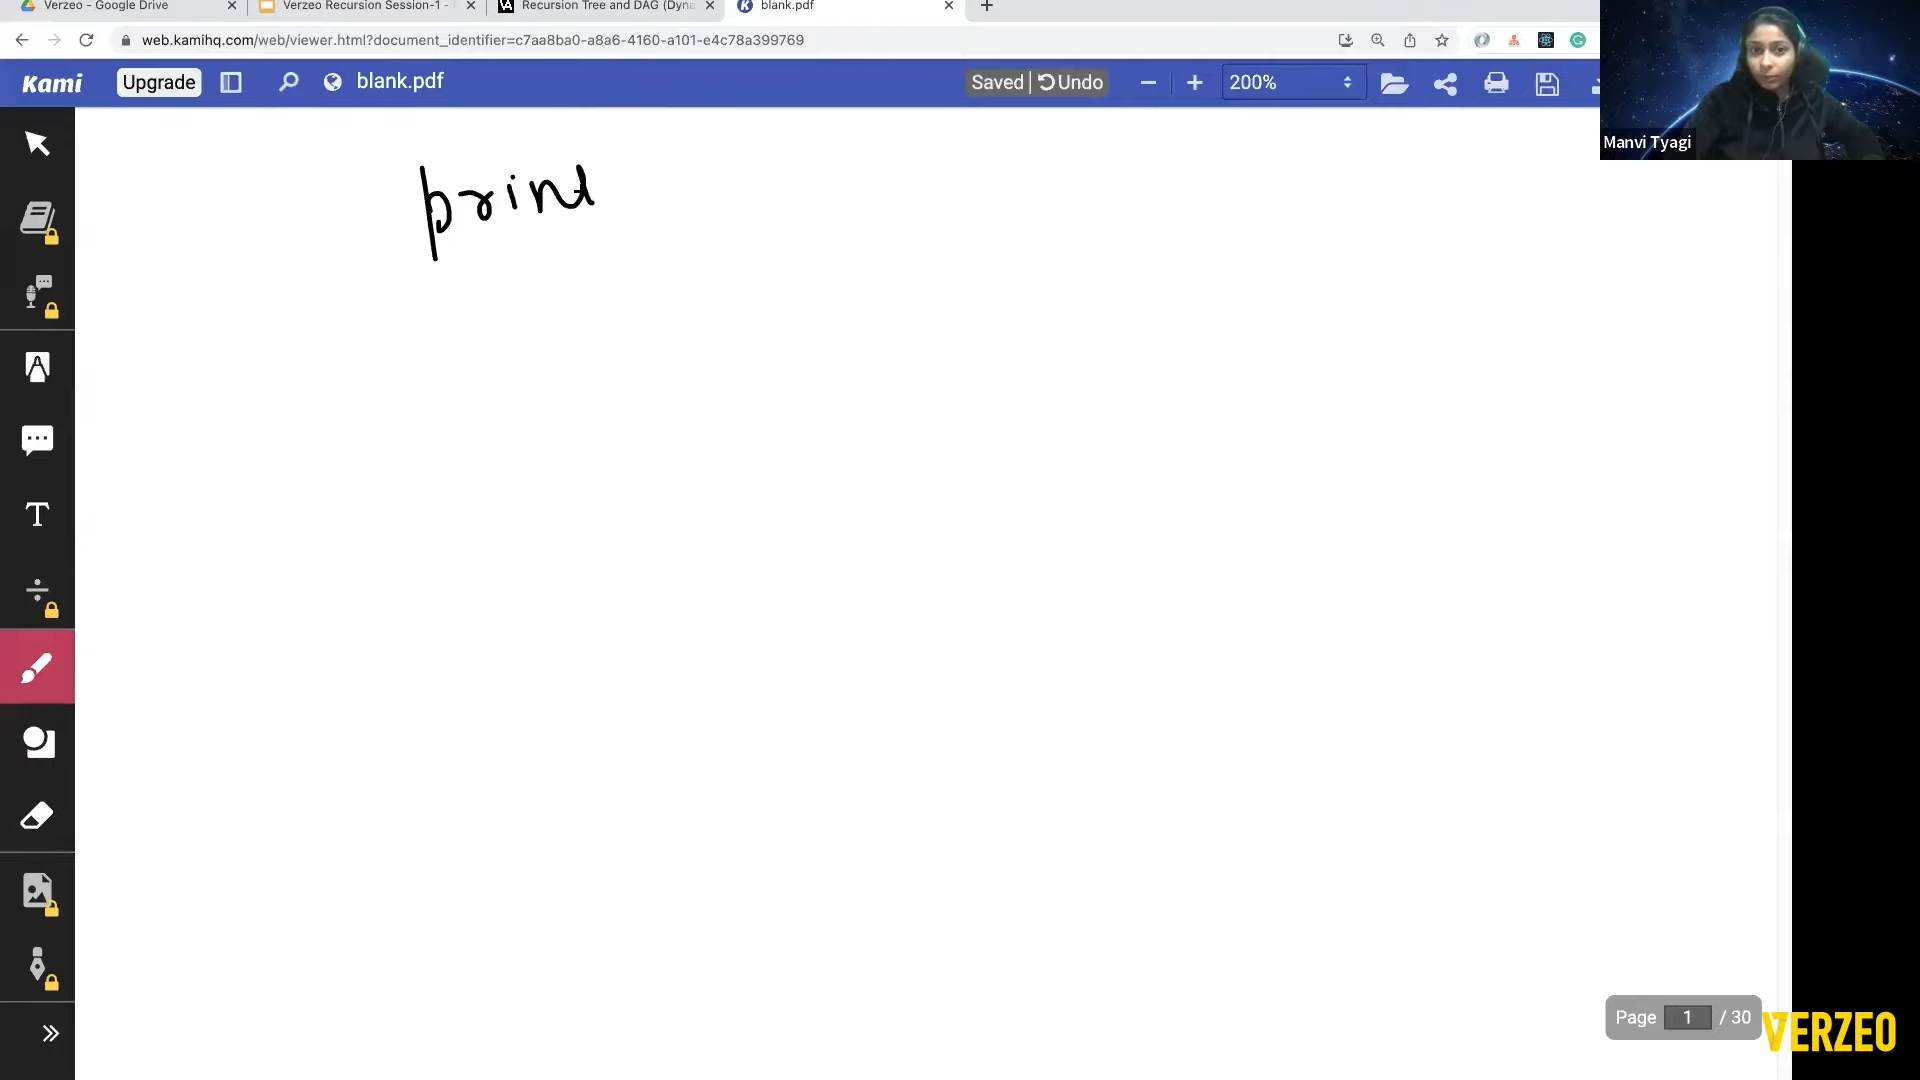 Verzeo - Google Drive
Verzeo Recursion Session-1 -
Recursion Tree and DAG (Dyna
blank.pdf
web.kamihq.com/web/viewer.html?document_identifier=c7aa8ba0-a8a6-4160-a101-e4c78a399769
Kami
Upgrade
blank.pdf
Saved
Undo
200%
Manvi Tyagi
print
T
Page 1 / 30
VERZEO